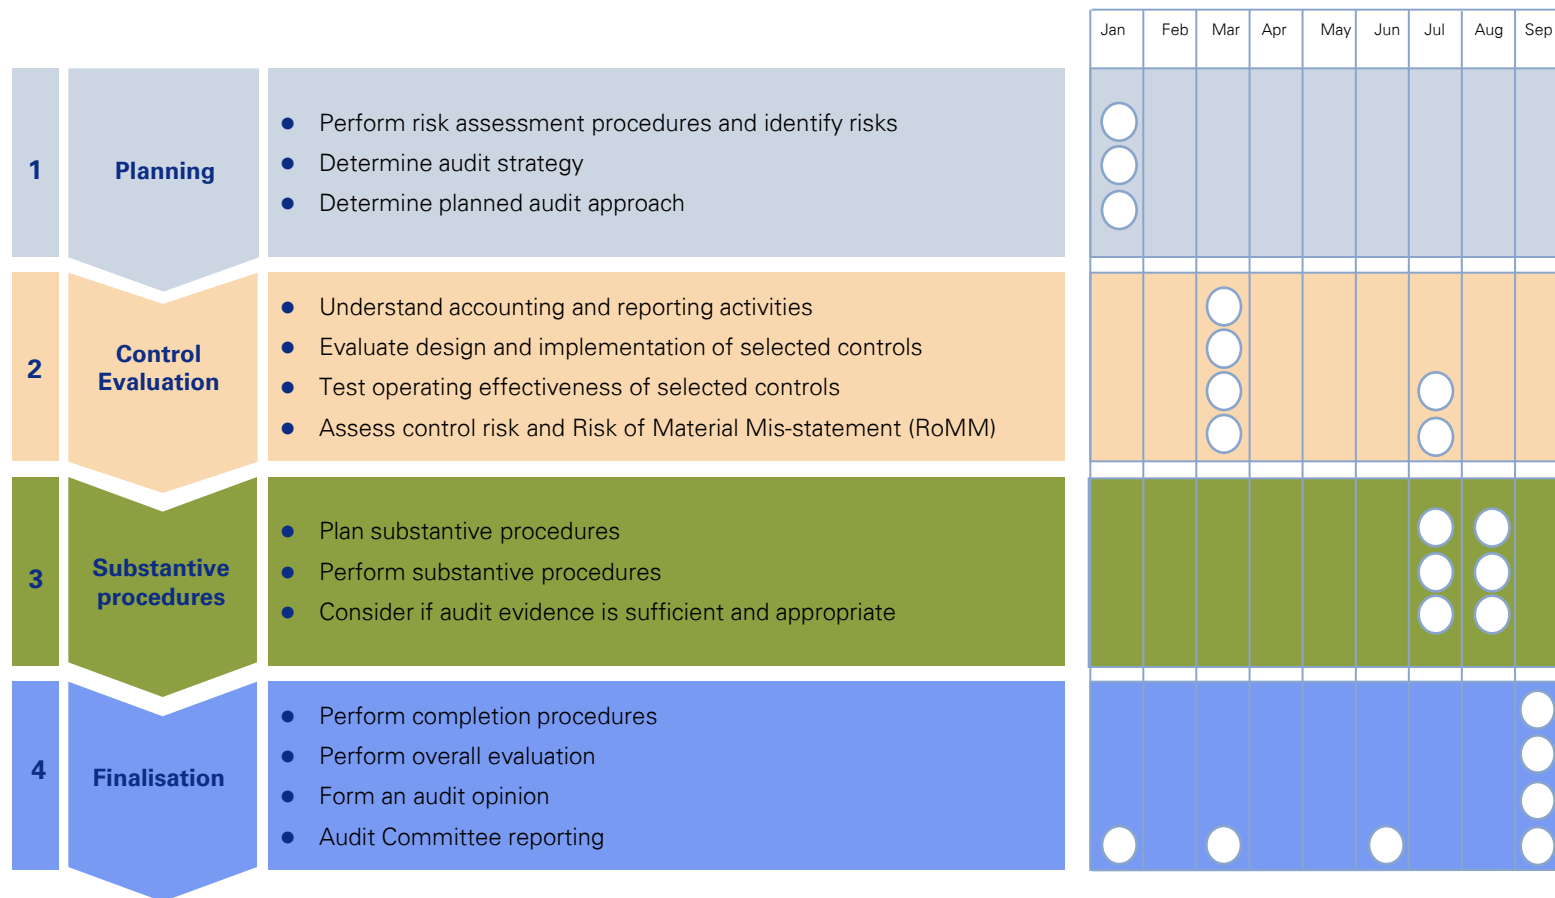 Jan Feb Mar Apr May Jun Jul Aug Sep
1
Planning
● Perform risk assessment procedures and identify risks
● Determine audit strategy
● Determine planned audit approach
2
Control
Evaluation
● Understand accounting and reporting activities
● Evaluate design and implementation of selected controls
● Test operating effectiveness of selected controls
● Assess control risk and Risk of Material Mis-statement (RoMM)
3
Substantive
procedures
● Plan substantive procedures
● Perform substantive procedures
● Consider if audit evidence is sufficient and appropriate
4
Finalisation
● Perform completion procedures
● Perform overall evaluation
● Form an audit opinion
● Audit Committee reporting